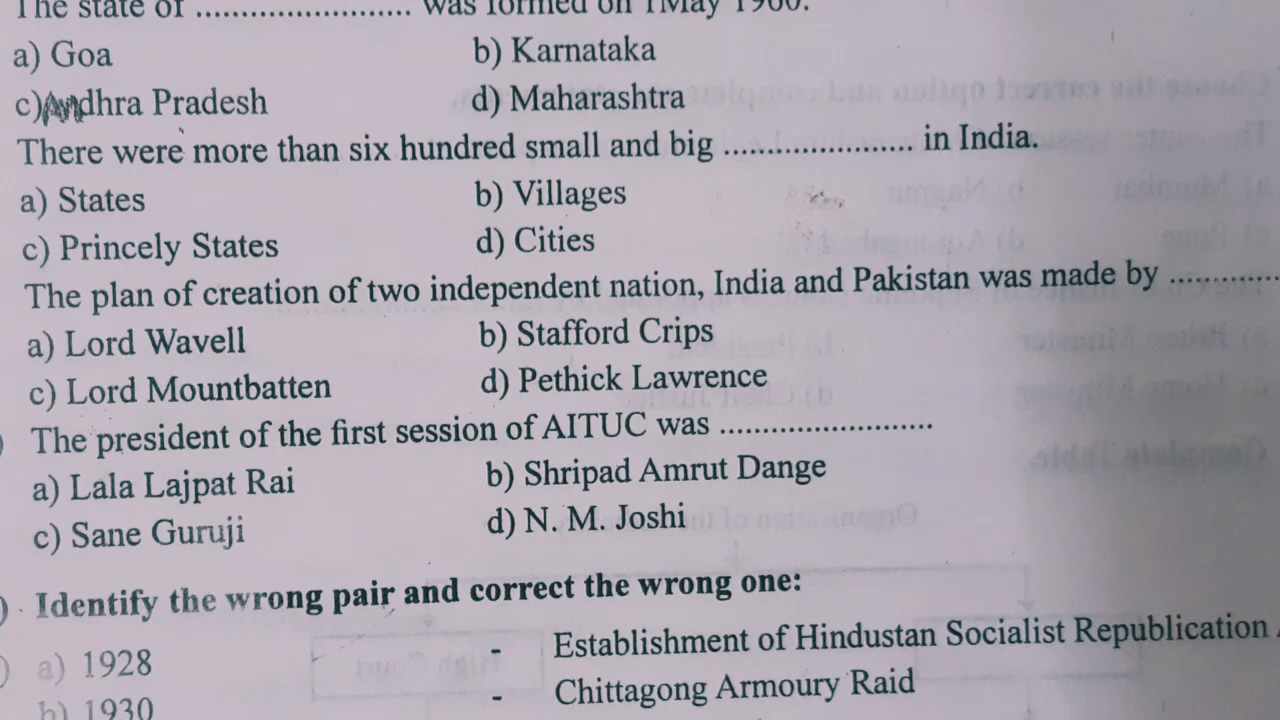 The state of ........................ was formed on 1May 1960.
a) Goa b) Karnataka
c) Andhra Pradesh d) Maharashtra
There were more than six hundred small and big ..................... in India.
a) States b) Villages
c) Princely States d) Cities
The plan of creation of two independent nation, India and Pakistan was made by ............
a) Lord Wavell b) Stafford Crips
c) Lord Mountbatten d) Pethick Lawrence
) The president of the first session of AITUC was ........................
a) Lala Lajpat Rai b) Shripad Amrut Dange
c) Sane Guruji d) N. M. Joshi
) Identify the wrong pair and correct the wrong one:
) a) 1928 - Establishment of Hindustan Socialist Republication
b) 1930 - Chittagong Armoury Raid